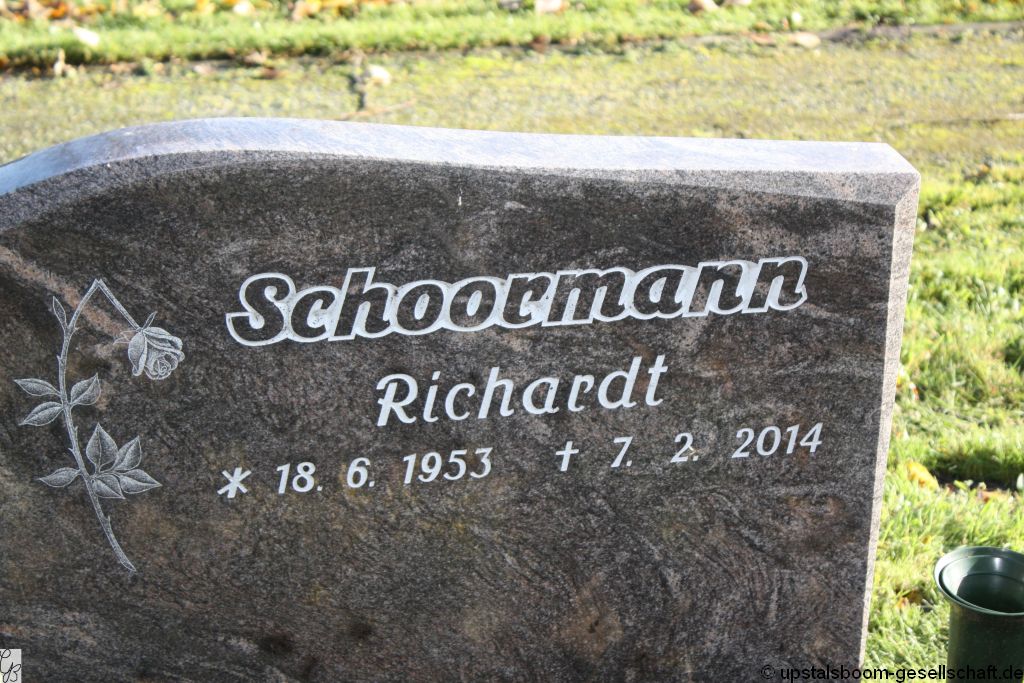 Schoormann
Richardt
* 18. 6. 1953 † 7. 2. 2014
© upstalsboom-gesellschaft.de